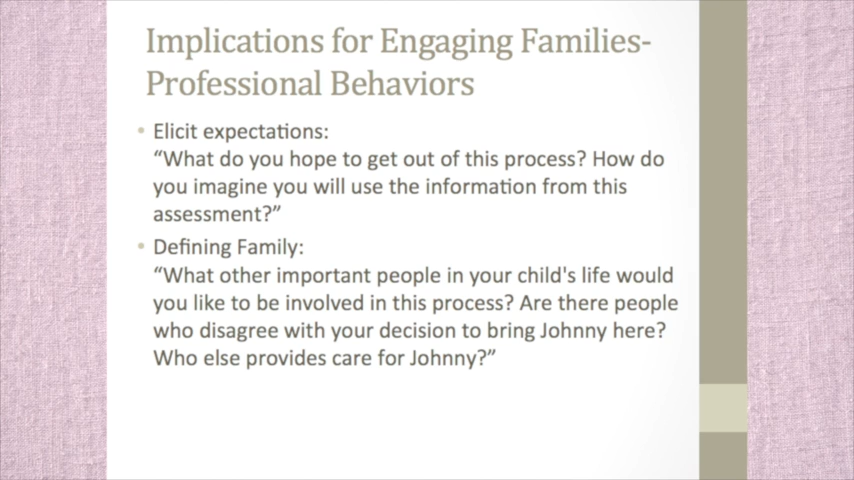 Implications for Engaging Families-
Professional Behaviors
• Elicit expectations:
“What do you hope to get out of this process? How do
you imagine you will use the information from this
assessment?”
• Defining Family:
“What other important people in your child's life would
you like to be involved in this process? Are there people
who disagree with your decision to bring Johnny here?
Who else provides care for Johnny?”